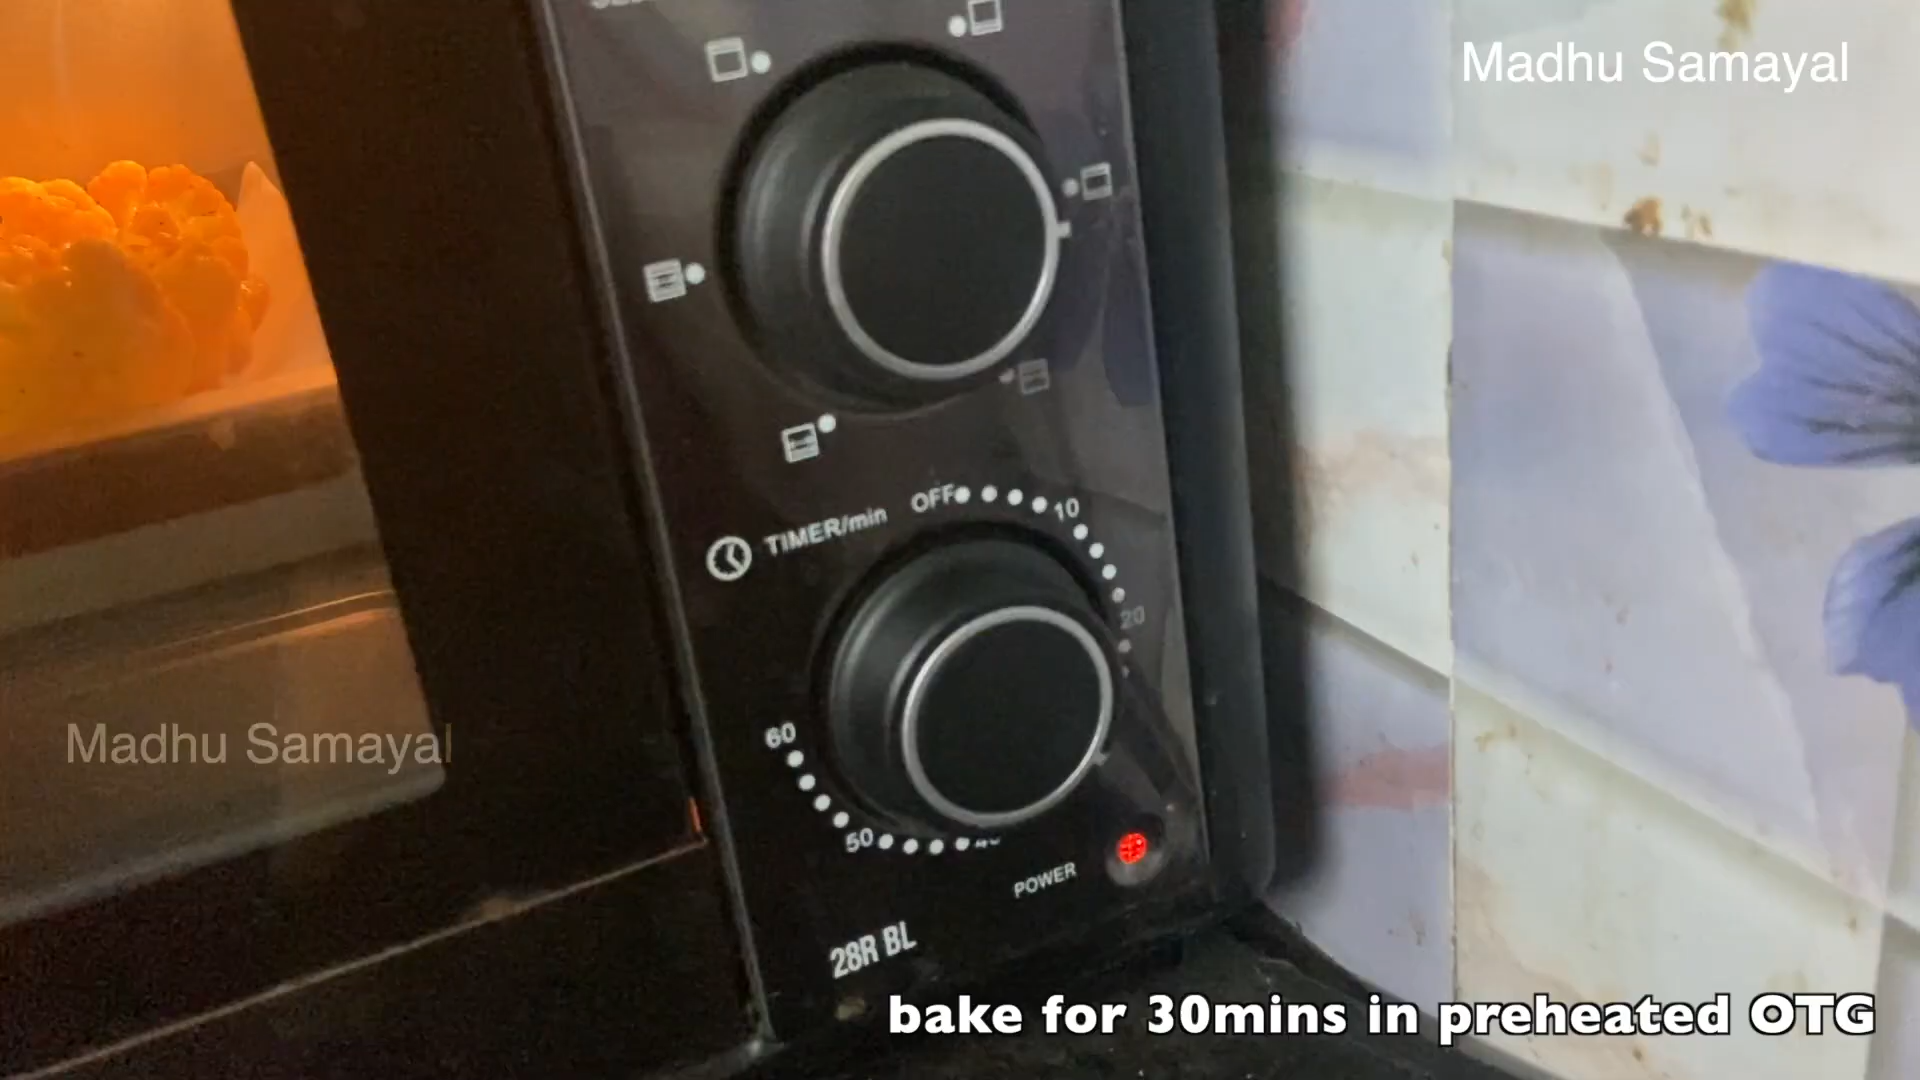 Madhu Samayal
OFF
10
TIMER/min
20
60
Madhu Samayal
50
POWER
28R BL
bake for 30mins in preheated OTG